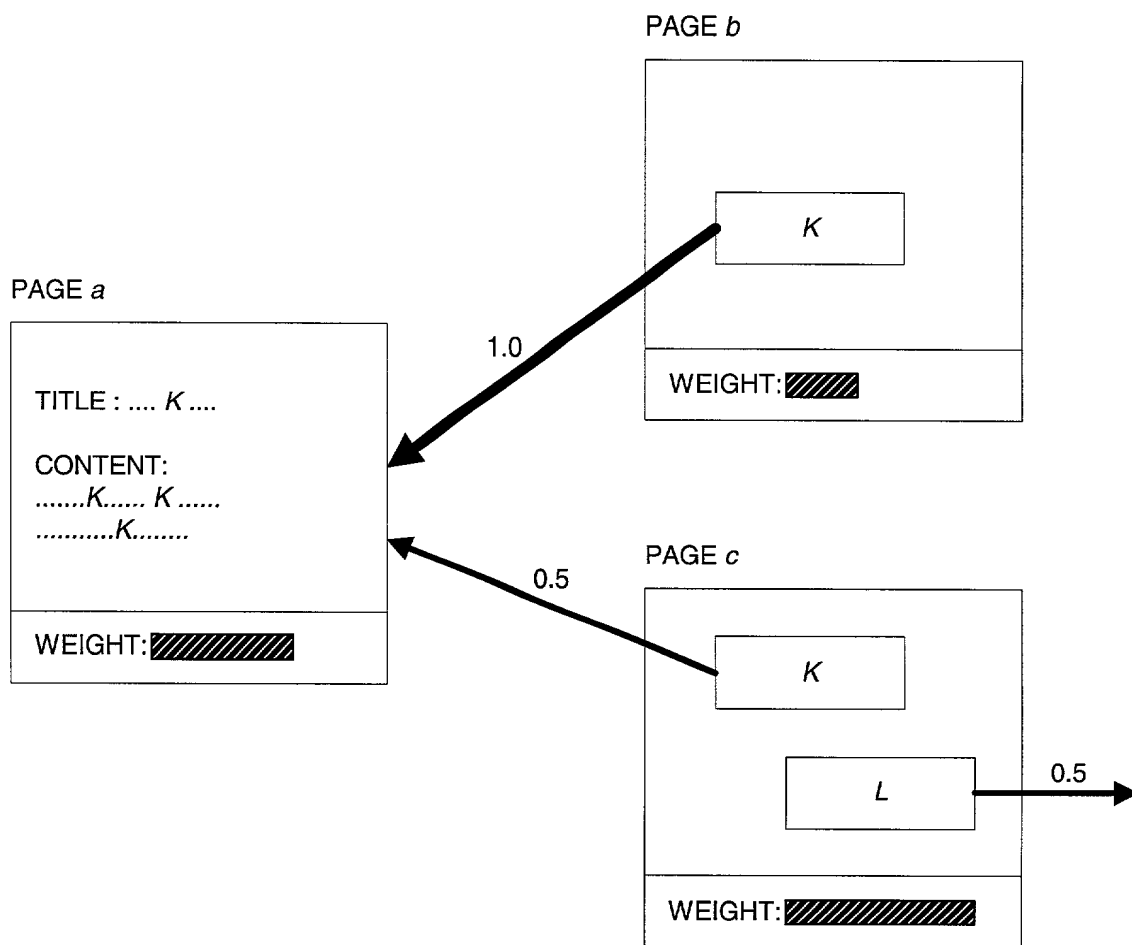 PAGE b
K
1.0
WEIGHT:
PAGE a
TITLE : .... K ....
CONTENT:
.......K...... K ......
...........K........
WEIGHT:
PAGE c
0.5
K
L
0.5
WEIGHT: